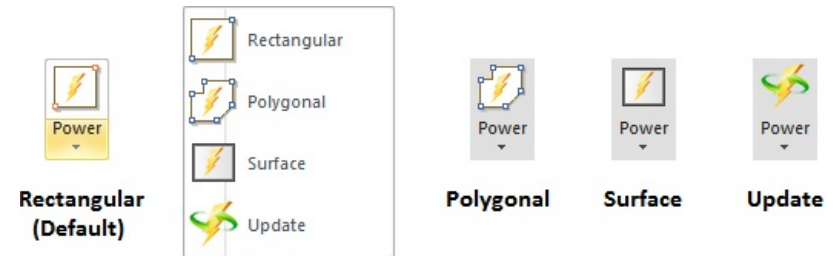 Power
Rectangular
(Default)
Rectangular
Polygonal
Surface
Update
Power
Polygonal
Power
Surface
Power
Update